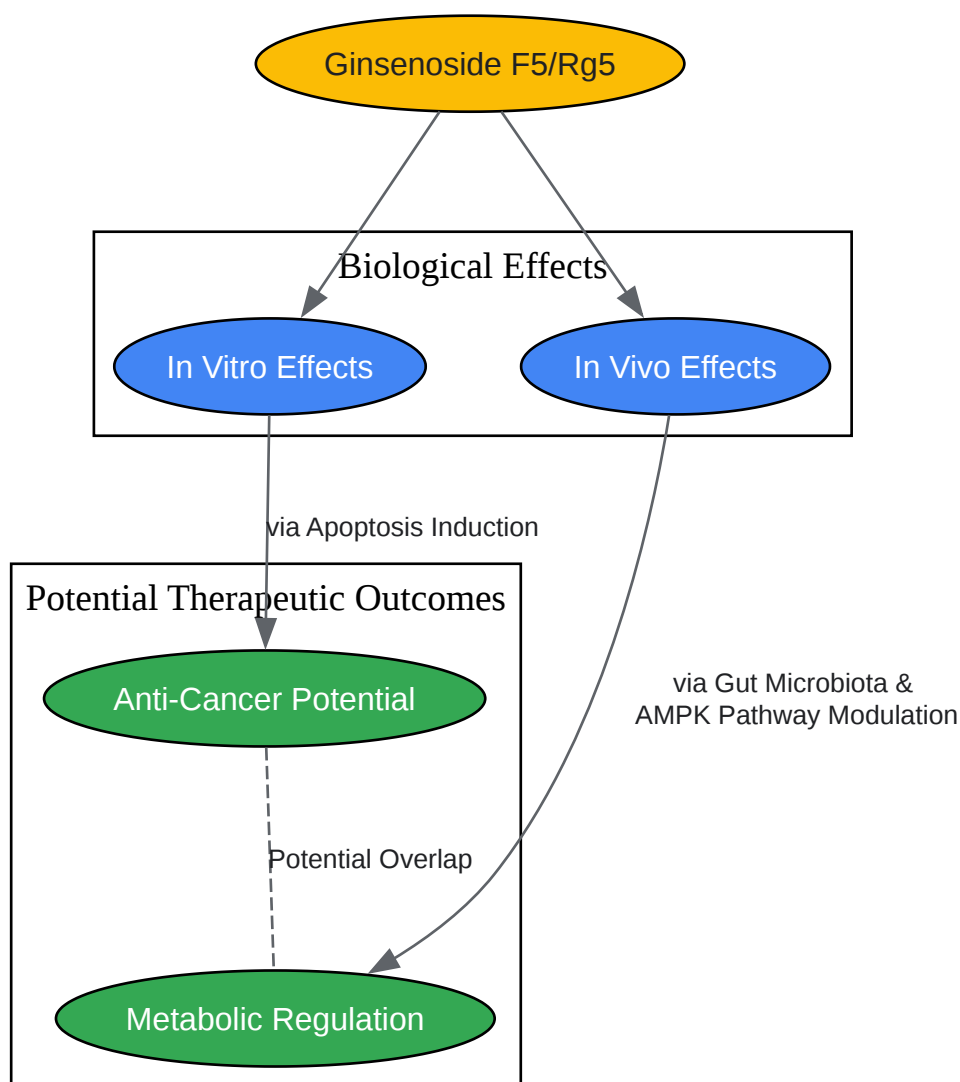 Ginsenoside F5/Rg5
Biological Effects
In Vitro Effects
In Vivo Effects
via Apoptosis Induction
Potential Therapeutic Outcomes
Anti-Cancer Potential
via Gut Microbiota &
AMPK Pathway Modulation
Potential Overlap
Metabolic Regulation